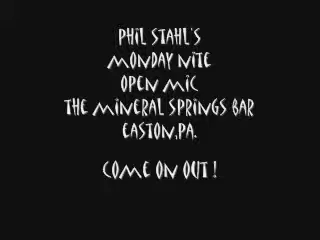 PHIL STAHL'S
MONDAY NITE
OPEN MIC
THE MINERAL SPRINGS BAR
EASTON,PA.
COME ON OUT !